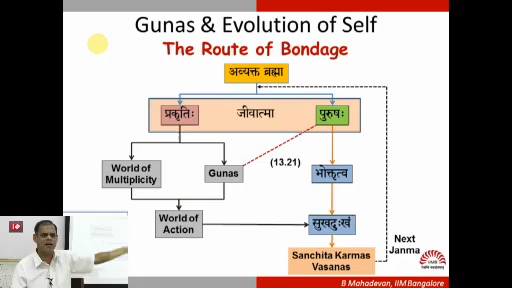 Gunas & Evolution of Self
The Route of Bondage
अव्यक्त ब्रह्मा
प्रकृतिः
जीवात्मा
पुरुषः
World of
Multiplicity
Gunas
(13.21)
भोक्तृत्व
World of
Action
सुखदुःखं
Sanchita Karmas
Vasanas
Next
Janma
IIMB
B Mahadevan, IIM Bangalore